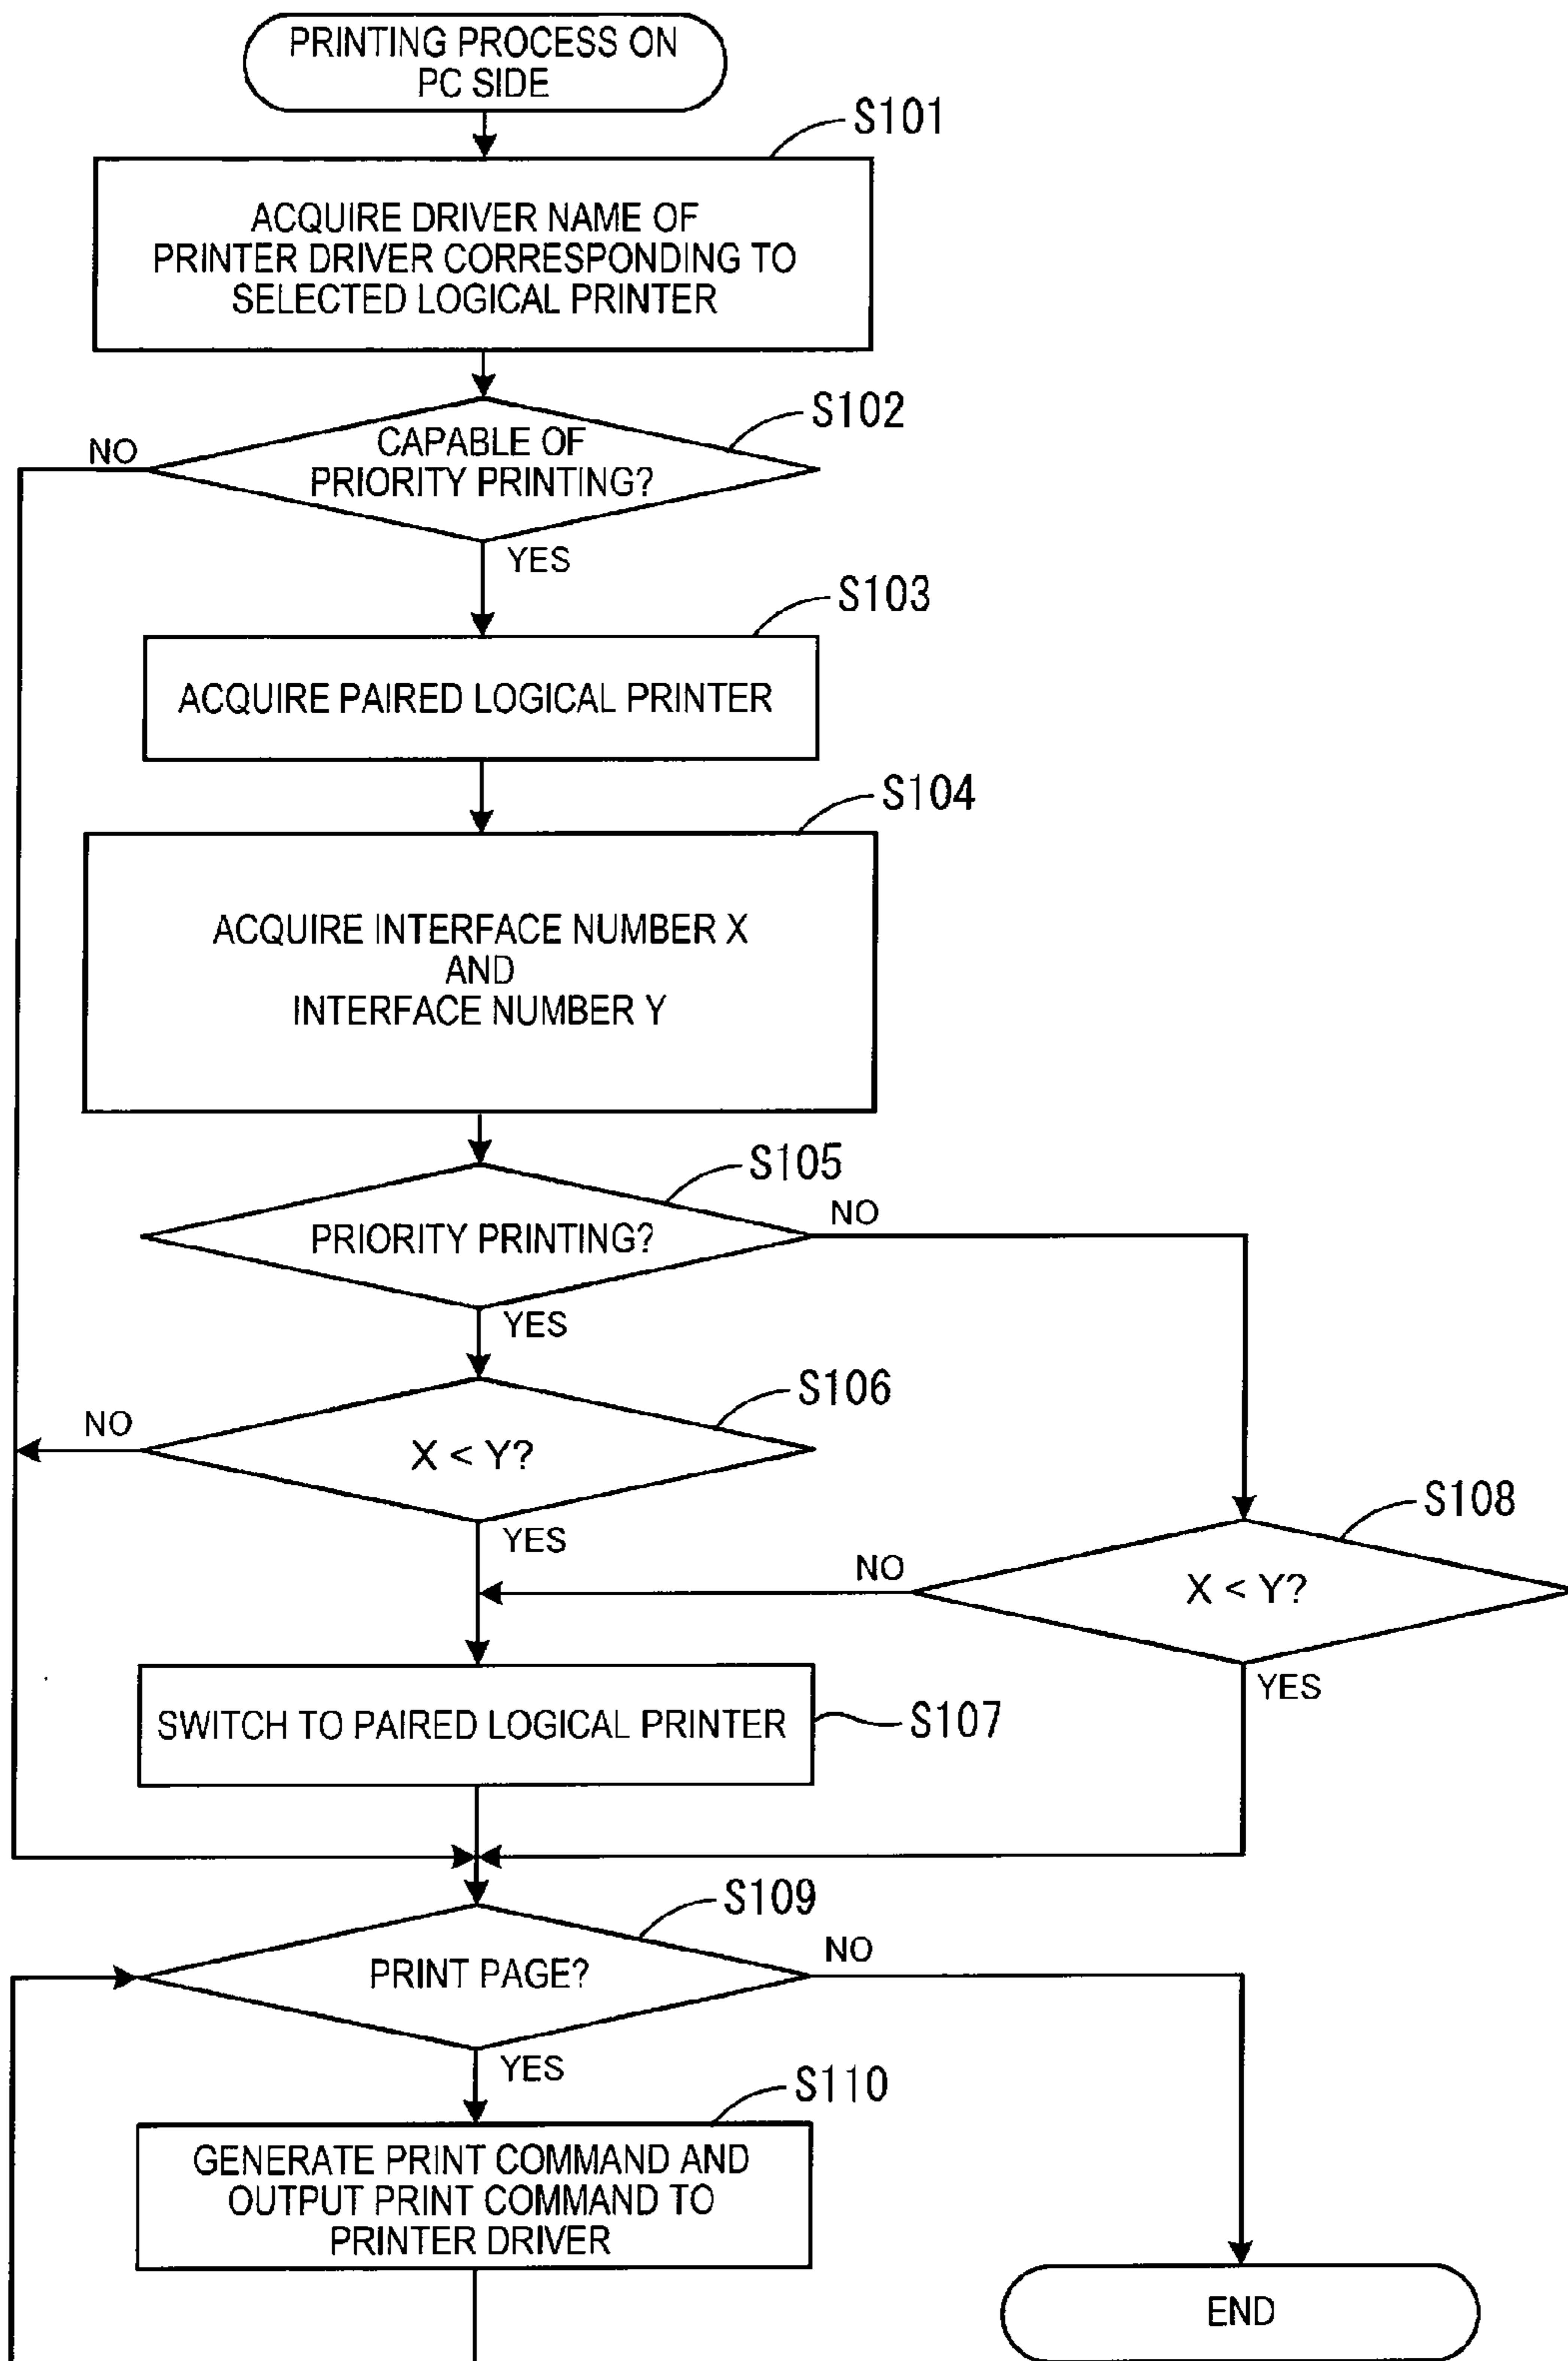 PRINTING PROCESS ON
PC SIDE
S101
ACQUIRE DRIVER NAME OF
PRINTER DRIVER CORRESPONDING TO
SELECTED LOGICAL PRINTER
S102
NO
CAPABLE OF
PRIORITY PRINTING?
YES
S103
ACQUIRE PAIRED LOGICAL PRINTER
S104
ACQUIRE INTERFACE NUMBER X
AND
INTERFACE NUMBER Y
S105
NO
PRIORITY PRINTING?
YES
S106
NO
X < Y?
YES
S108
NO
X < Y?
YES
SWITCH TO PAIRED LOGICAL PRINTER
S107
S109
NO
PRINT PAGE?
YES
S110
GENERATE PRINT COMMAND AND
OUTPUT PRINT COMMAND TO
PRINTER DRIVER
END